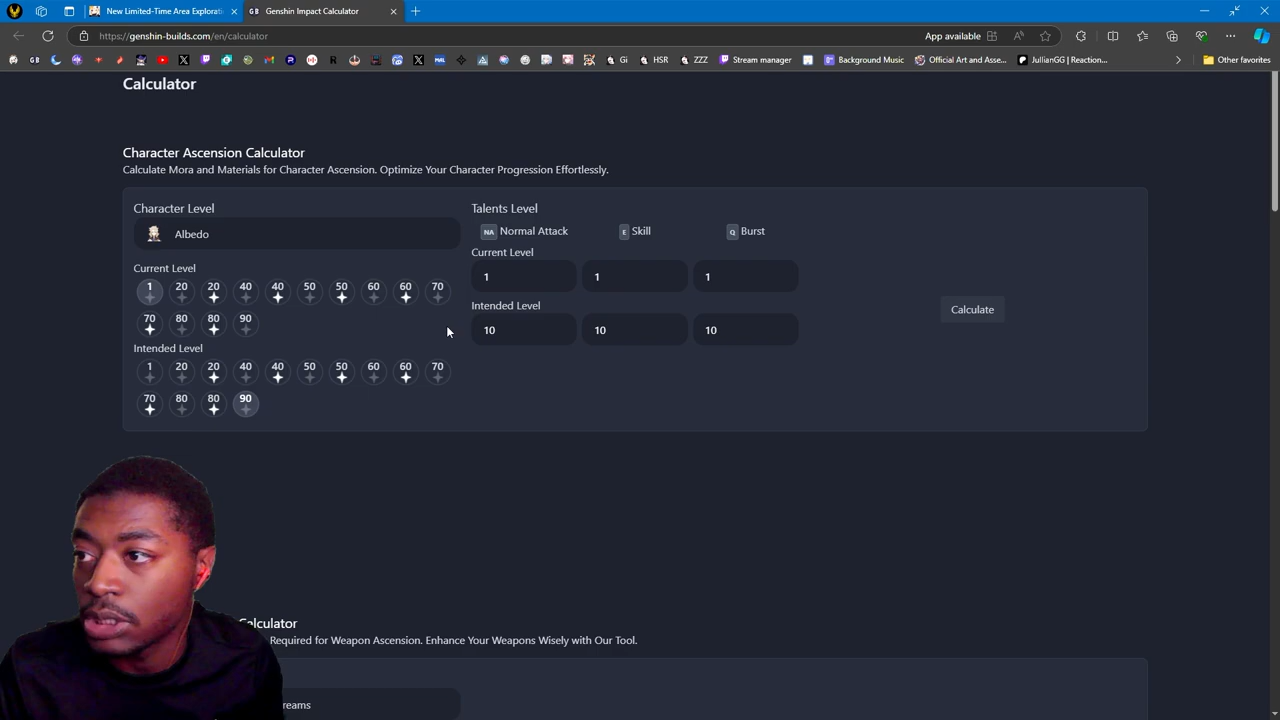 New Limited-Time Area Explorati
Genshin Impact Calculator
https://genshin-builds.com/en/calculator
App available
GB
MAL
Gi
HSR
ZZZ
Stream manager
Background Music
Official Art and Asse...
JullianGG | Reaction...
Other favorites
Calculator
Character Ascension Calculator
Calculate Mora and Materials for Character Ascension. Optimize Your Character Progression Effortlessly.
Character Level
Albedo
Current Level
1 20 20 40 40 50 50 60 60 70
70 80 80 90
Intended Level
1 20 20 40 40 50 50 60 60 70
70 80 80 90
Talents Level
NA Normal Attack
E Skill
Q Burst
Current Level
1 1 1
Intended Level
10 10 10
Calculate
Calculator
Required for Weapon Ascension. Enhance Your Weapons Wisely with Our Tool.
reams